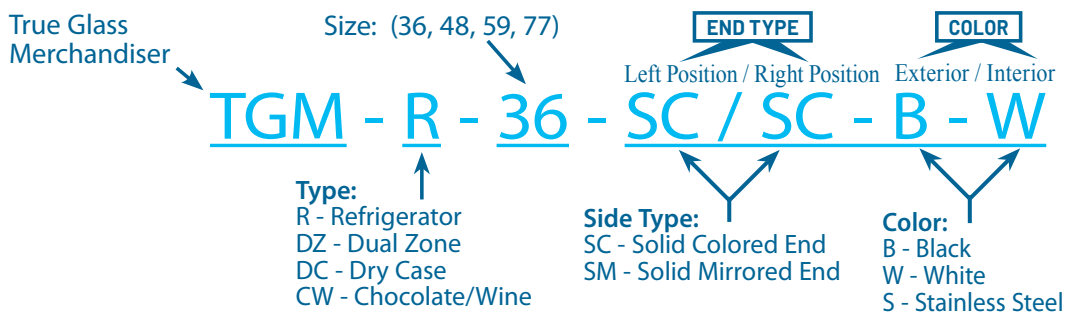 True Glass
Merchandiser
Size: (36, 48, 59, 77)
END TYPE
COLOR
Left Position / Right Position
Exterior / Interior
TGM - R - 36 - SC / SC - B - W
Type:
R - Refrigerator
DZ - Dual Zone
DC - Dry Case
CW - Chocolate/Wine
Side Type:
SC - Solid Colored End
SM - Solid Mirrored End
Color:
B - Black
W - White
S - Stainless Steel